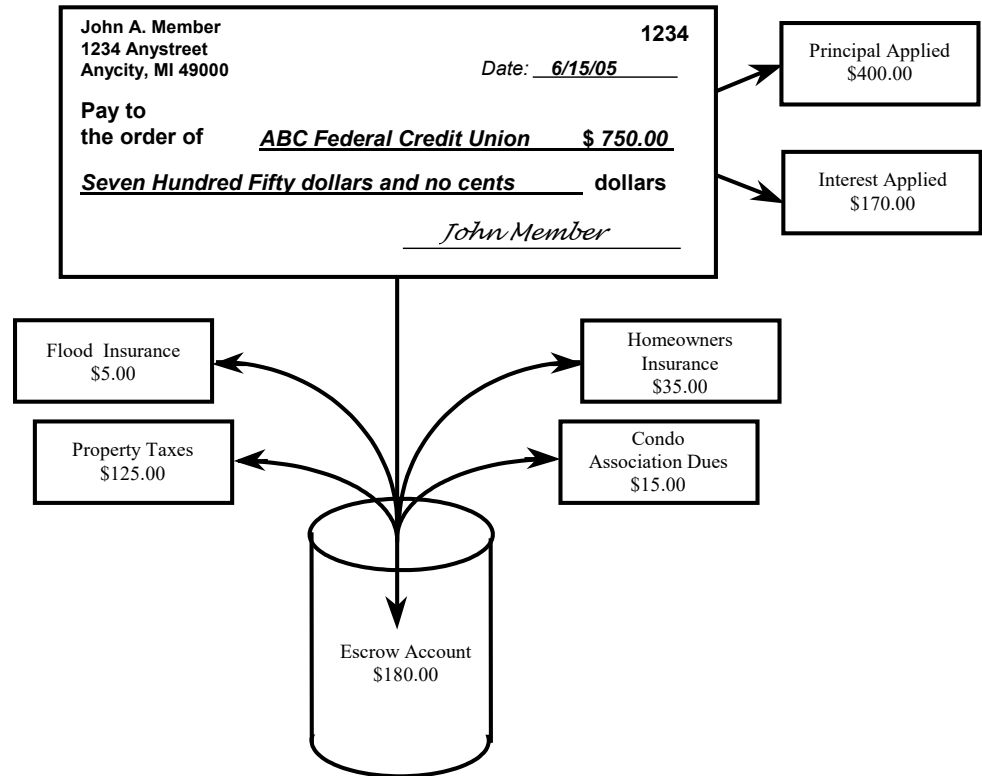 John A. Member
1234 Anystreet
Anycity, MI 49000
1234
Date: 6/15/05
Pay to
the order of ABC Federal Credit Union $ 750.00
Seven Hundred Fifty dollars and no cents dollars
John Member
Principal Applied
$400.00
Interest Applied
$170.00
Flood Insurance
$5.00
Homeowners
Insurance
$35.00
Property Taxes
$125.00
Condo
Association Dues
$15.00
Escrow Account
$180.00